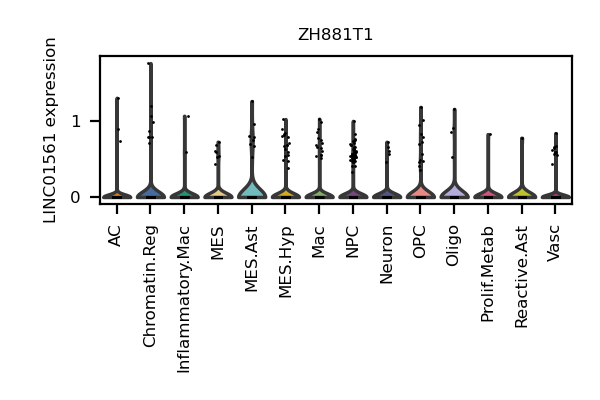 ZH881T1
LINC01561 expression
1
0
AC
Chromatin.Reg
Inflammatory.Mac
MES
MES.Ast
MES.Hyp
Mac
NPC
Neuron
OPC
Oligo
Prolif.Metab
Reactive.Ast
Vasc